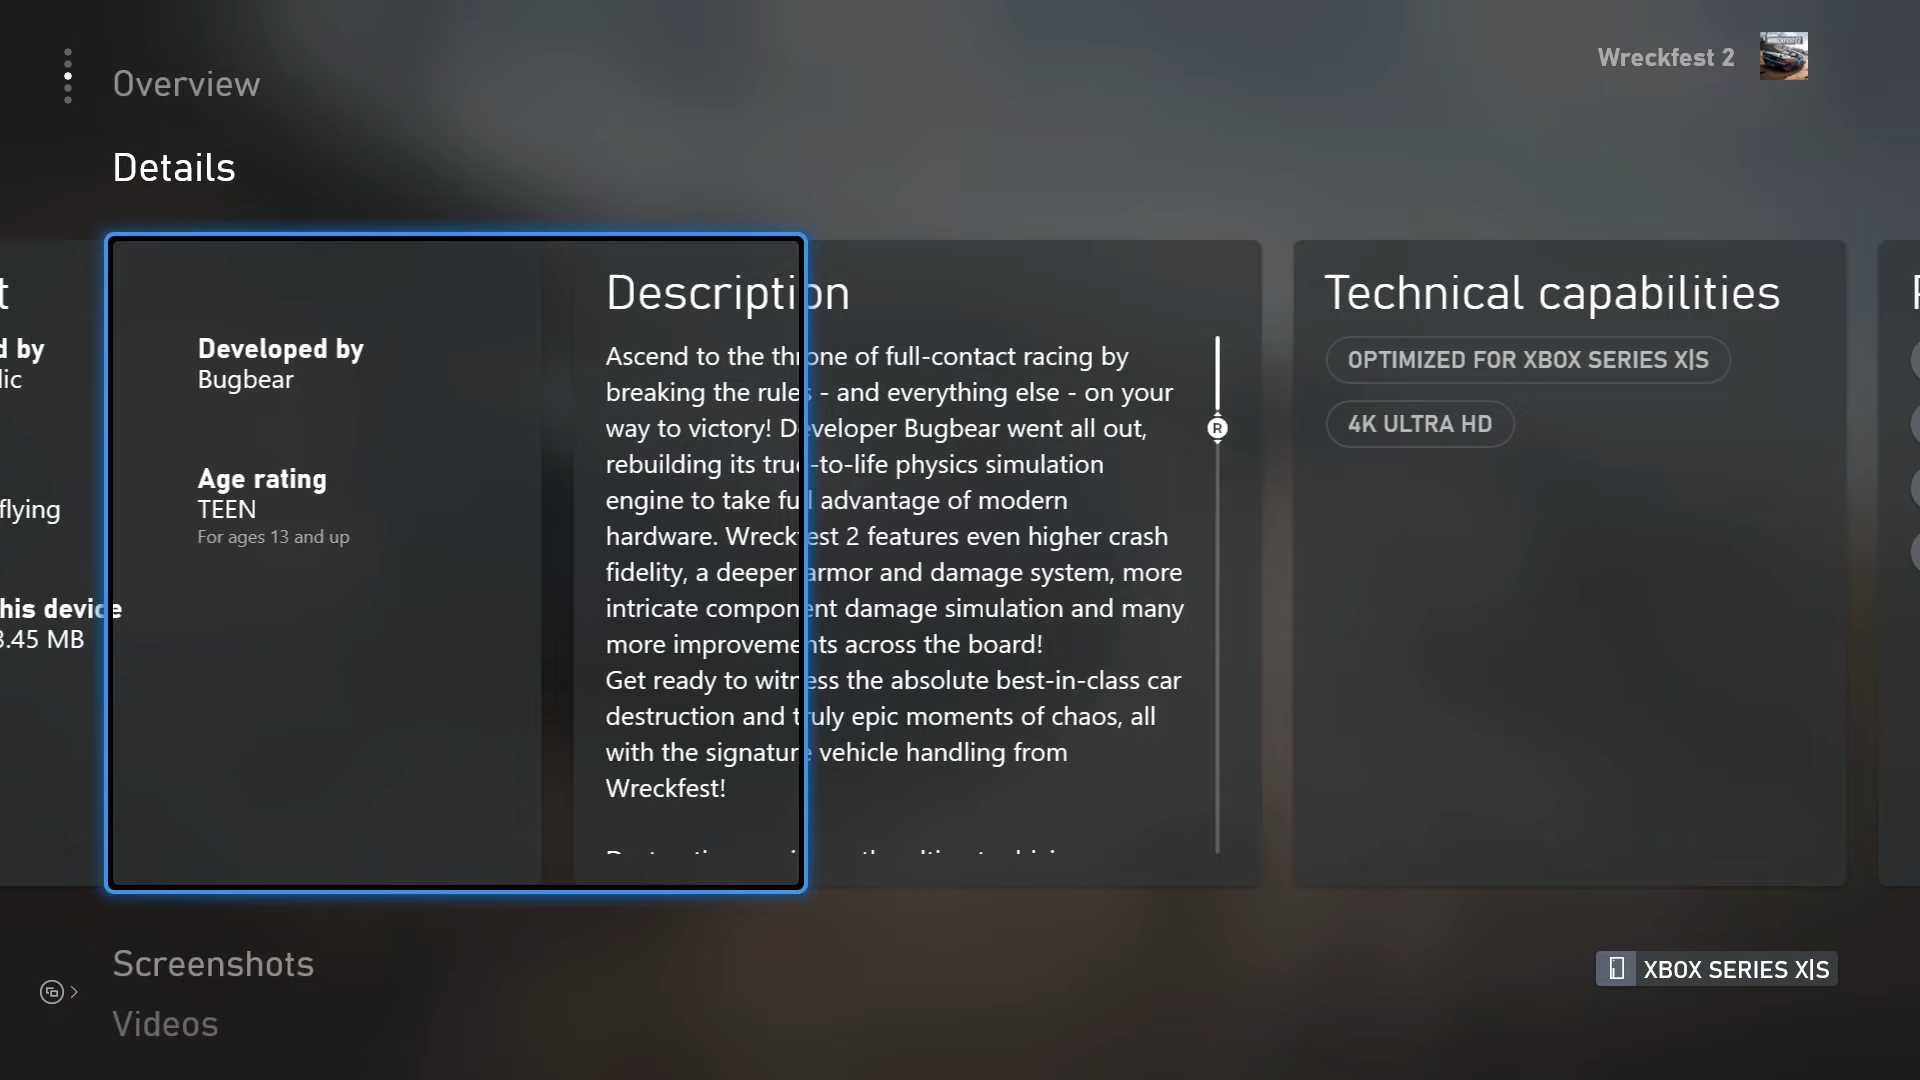 Overview
Wreckfest 2
Details
d by
lic
flying
his device
3.45 MB
Developed by
Bugbear
Age rating
TEEN
For ages 13 and up
Description
Ascend to the throne of full-contact racing by
breaking the rules - and everything else - on your
way to victory! Developer Bugbear went all out,
rebuilding its true-to-life physics simulation
engine to take full advantage of modern
hardware. Wreckfest 2 features even higher crash
fidelity, a deeper armor and damage system, more
intricate component damage simulation and many
more improvements across the board!
Get ready to witness the absolute best-in-class car
destruction and truly epic moments of chaos, all
with the signature vehicle handling from
Wreckfest!
R
Technical capabilities
OPTIMIZED FOR XBOX SERIES X|S
4K ULTRA HD
Screenshots
Videos
XBOX SERIES X|S